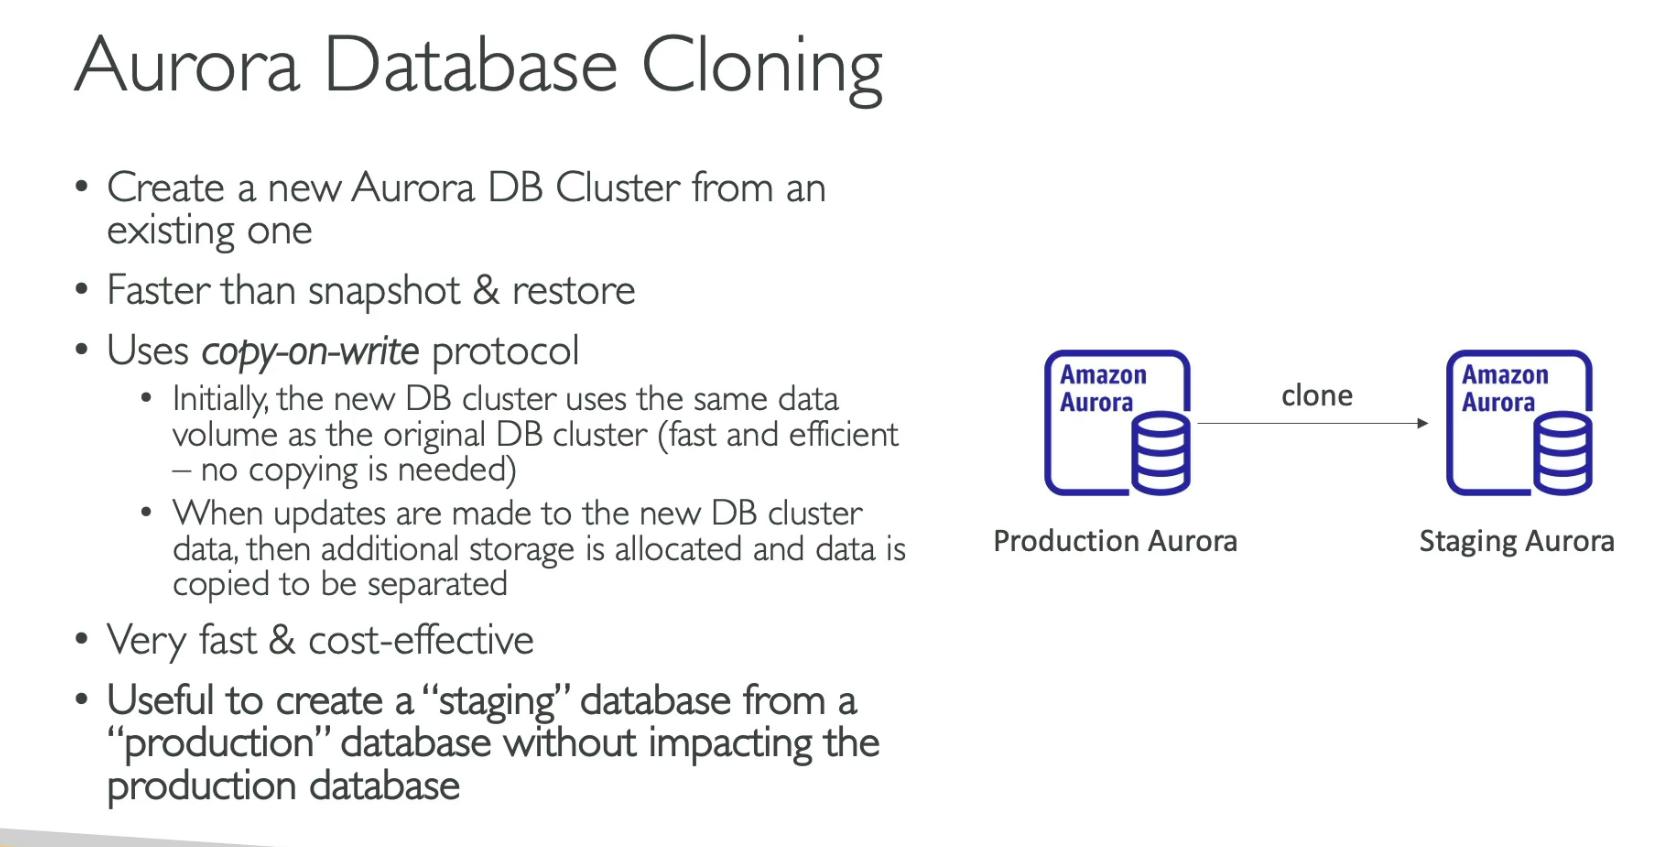 Aurora Database Cloning
• Create a new Aurora DB Cluster from an
existing one
• Faster than snapshot & restore
• Uses copy-on-write protocol
• Initially, the new DB cluster uses the same data
volume as the original DB cluster (fast and efficient
– no copying is needed)
• When updates are made to the new DB cluster
data, then additional storage is allocated and data is
copied to be separated
• Very fast & cost-effective
• Useful to create a “staging” database from a
“production” database without impacting the
production database
Amazon
Aurora
clone
Amazon
Aurora
Production Aurora
Staging Aurora